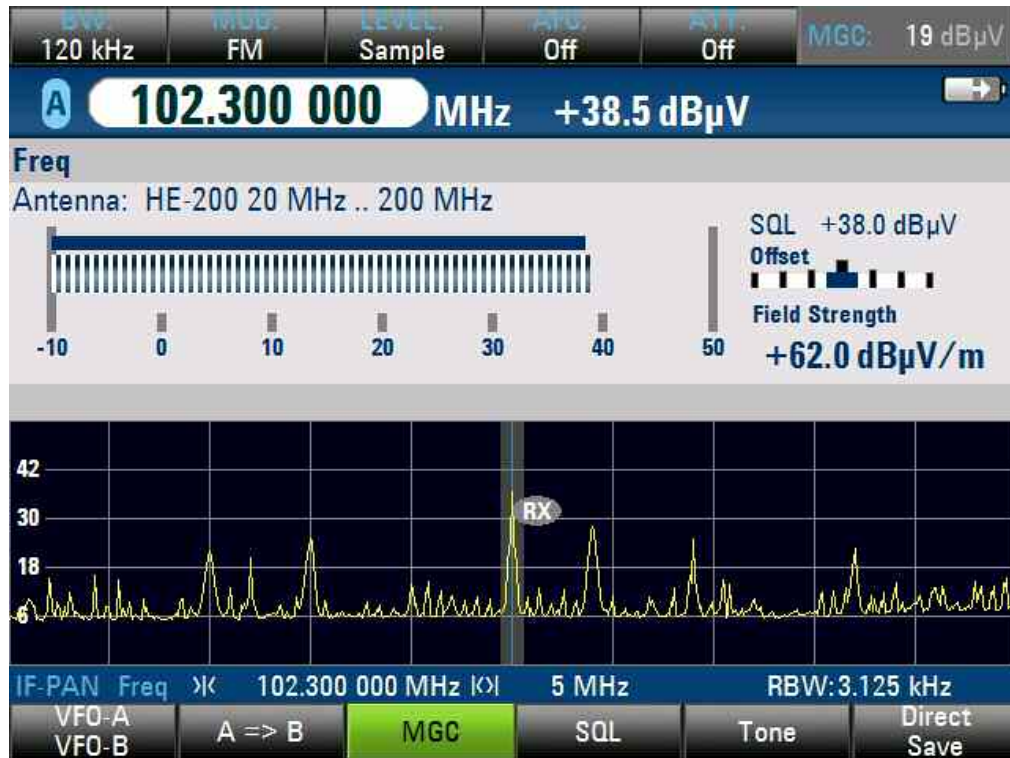 BW: MOD: LEVEL: AFC: ATT: MGC: 19 dBµV
120 kHz FM Sample Off Off
A 102.300 000 MHz +38.5 dBµV
Freq
Antenna: HE-200 20 MHz .. 200 MHz
SQL +38.0 dBµV
Offset
Field Strength
-10 0 10 20 30 40 50
+62.0 dBµV/m
42
30
RX
18
6
IF-PAN Freq 102.300 000 MHz 5 MHz RBW:3.125 kHz
VFO-A
VFO-B
A => B
MGC
SQL
Tone
Direct
Save